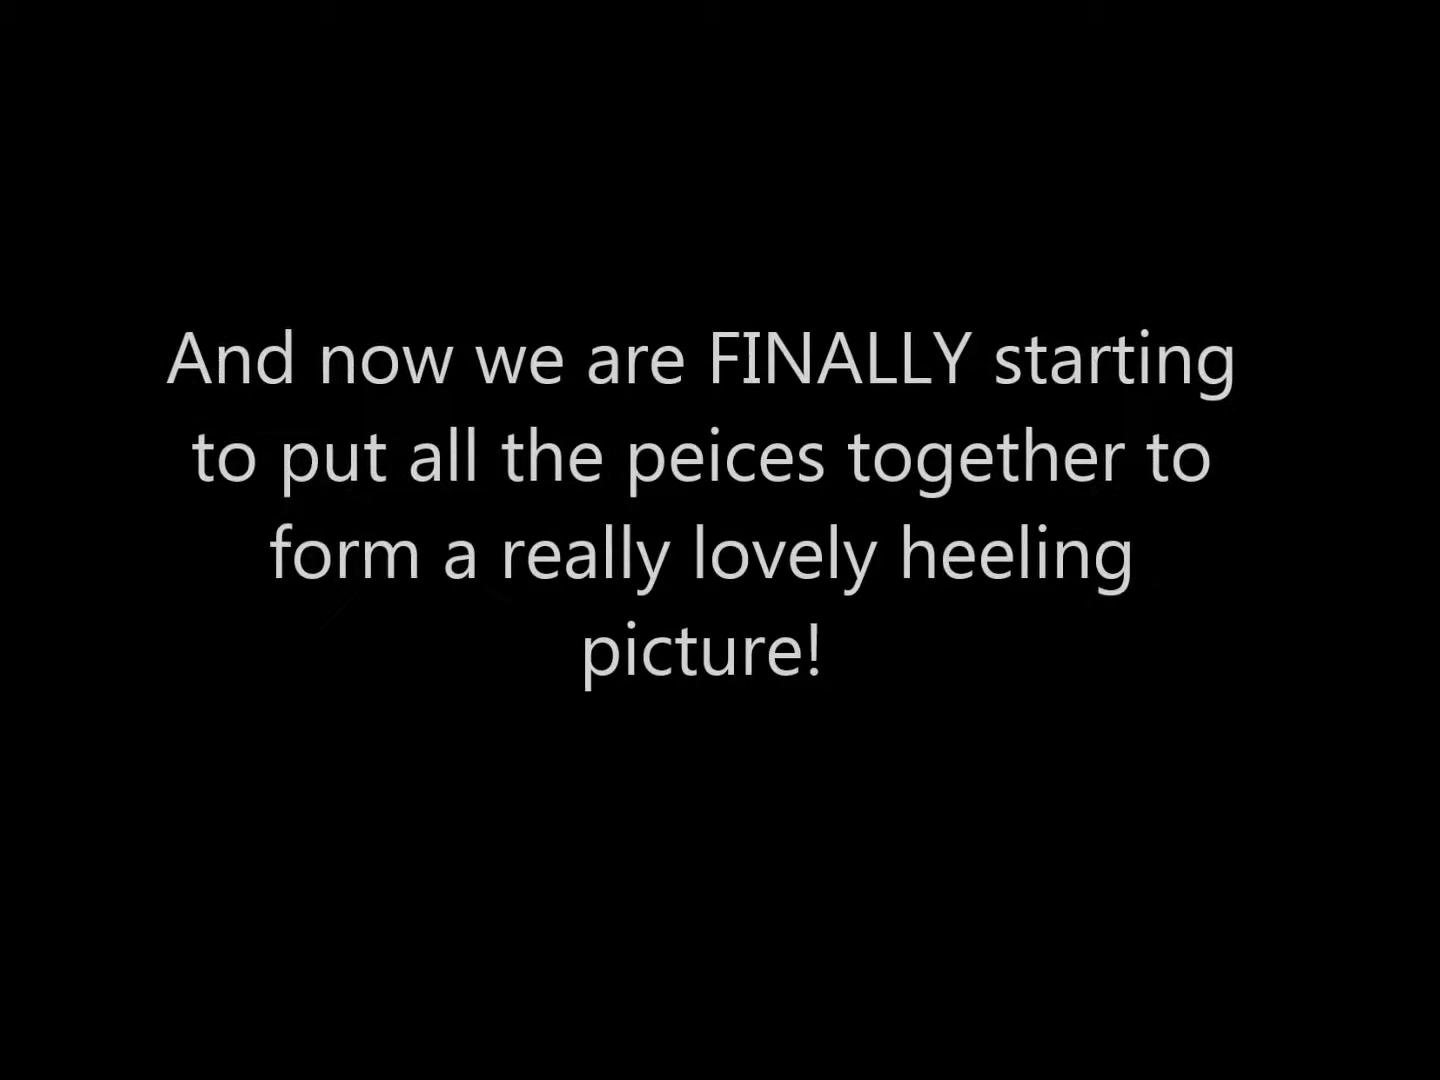 And now we are FINALLY starting
to put all the peices together to
form a really lovely heeling
picture!